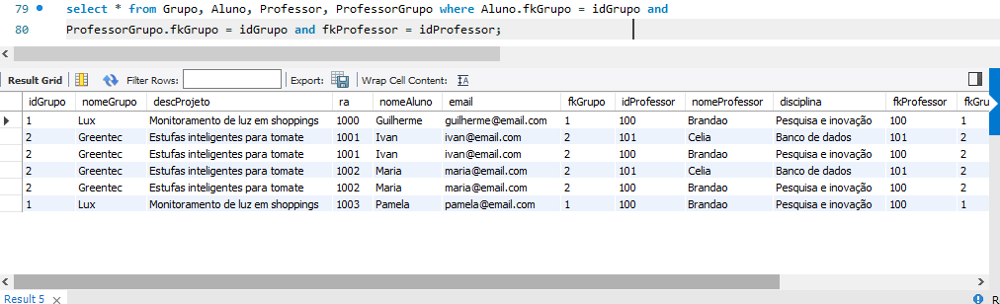 79 select * from Grupo, Aluno, Professor, ProfessorGrupo where Aluno.fkGrupo = idGrupo and
80 ProfessorGrupo.fkGrupo = idGrupo and fkProfessor = idProfessor;
Result Grid Filter Rows: Export: Wrap Cell Content: IA
idGrupo nomeGrupo descProjeto ra nomeAluno email fkGrupo idProfessor nomeProfessor disciplina fkProfessor fkGru
1 Lux Monitoramento de luz em shoppings 1000 Guilherme guilherme@email.com 1 100 Brandao Pesquisa e inovação 100 1
2 Greentec Estufas inteligentes para tomate 1001 Ivan ivan@email.com 2 101 Celia Banco de dados 101 2
2 Greentec Estufas inteligentes para tomate 1001 Ivan ivan@email.com 2 100 Brandao Pesquisa e inovação 100 2
2 Greentec Estufas inteligentes para tomate 1002 Maria maria@email.com 2 101 Celia Banco de dados 101 2
2 Greentec Estufas inteligentes para tomate 1002 Maria maria@email.com 2 100 Brandao Pesquisa e inovação 100 2
1 Lux Monitoramento de luz em shoppings 1003 Pamela pamela@email.com 1 100 Brandao Pesquisa e inovação 100 1
Result 5 R